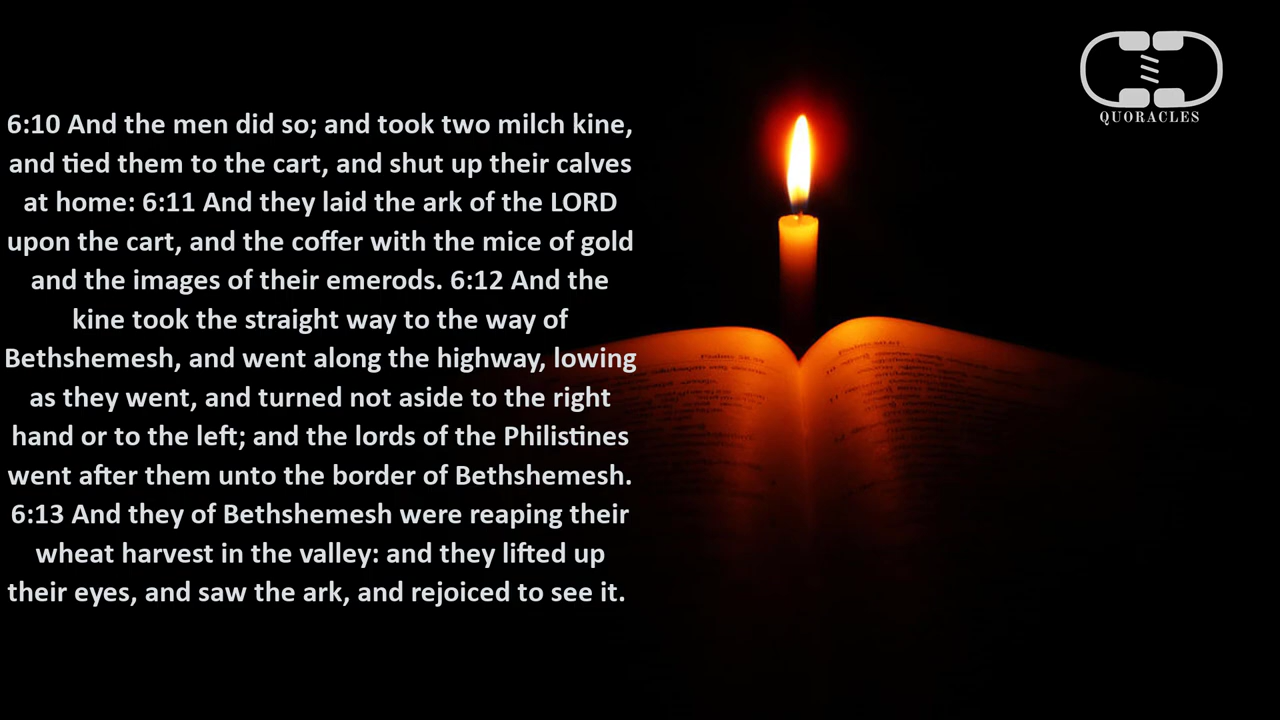 6:10 And the men did so; and took two milch kine,
and tied them to the cart, and shut up their calves
at home: 6:11 And they laid the ark of the LORD
upon the cart, and the coffer with the mice of gold
and the images of their emerods. 6:12 And the
kine took the straight way to the way of
Bethshemesh, and went along the highway, lowing
as they went, and turned not aside to the right
hand or to the left; and the lords of the Philistines
went after them unto the border of Bethshemesh.
6:13 And they of Bethshemesh were reaping their
wheat harvest in the valley: and they lifted up
their eyes, and saw the ark, and rejoiced to see it.
QUORACLES